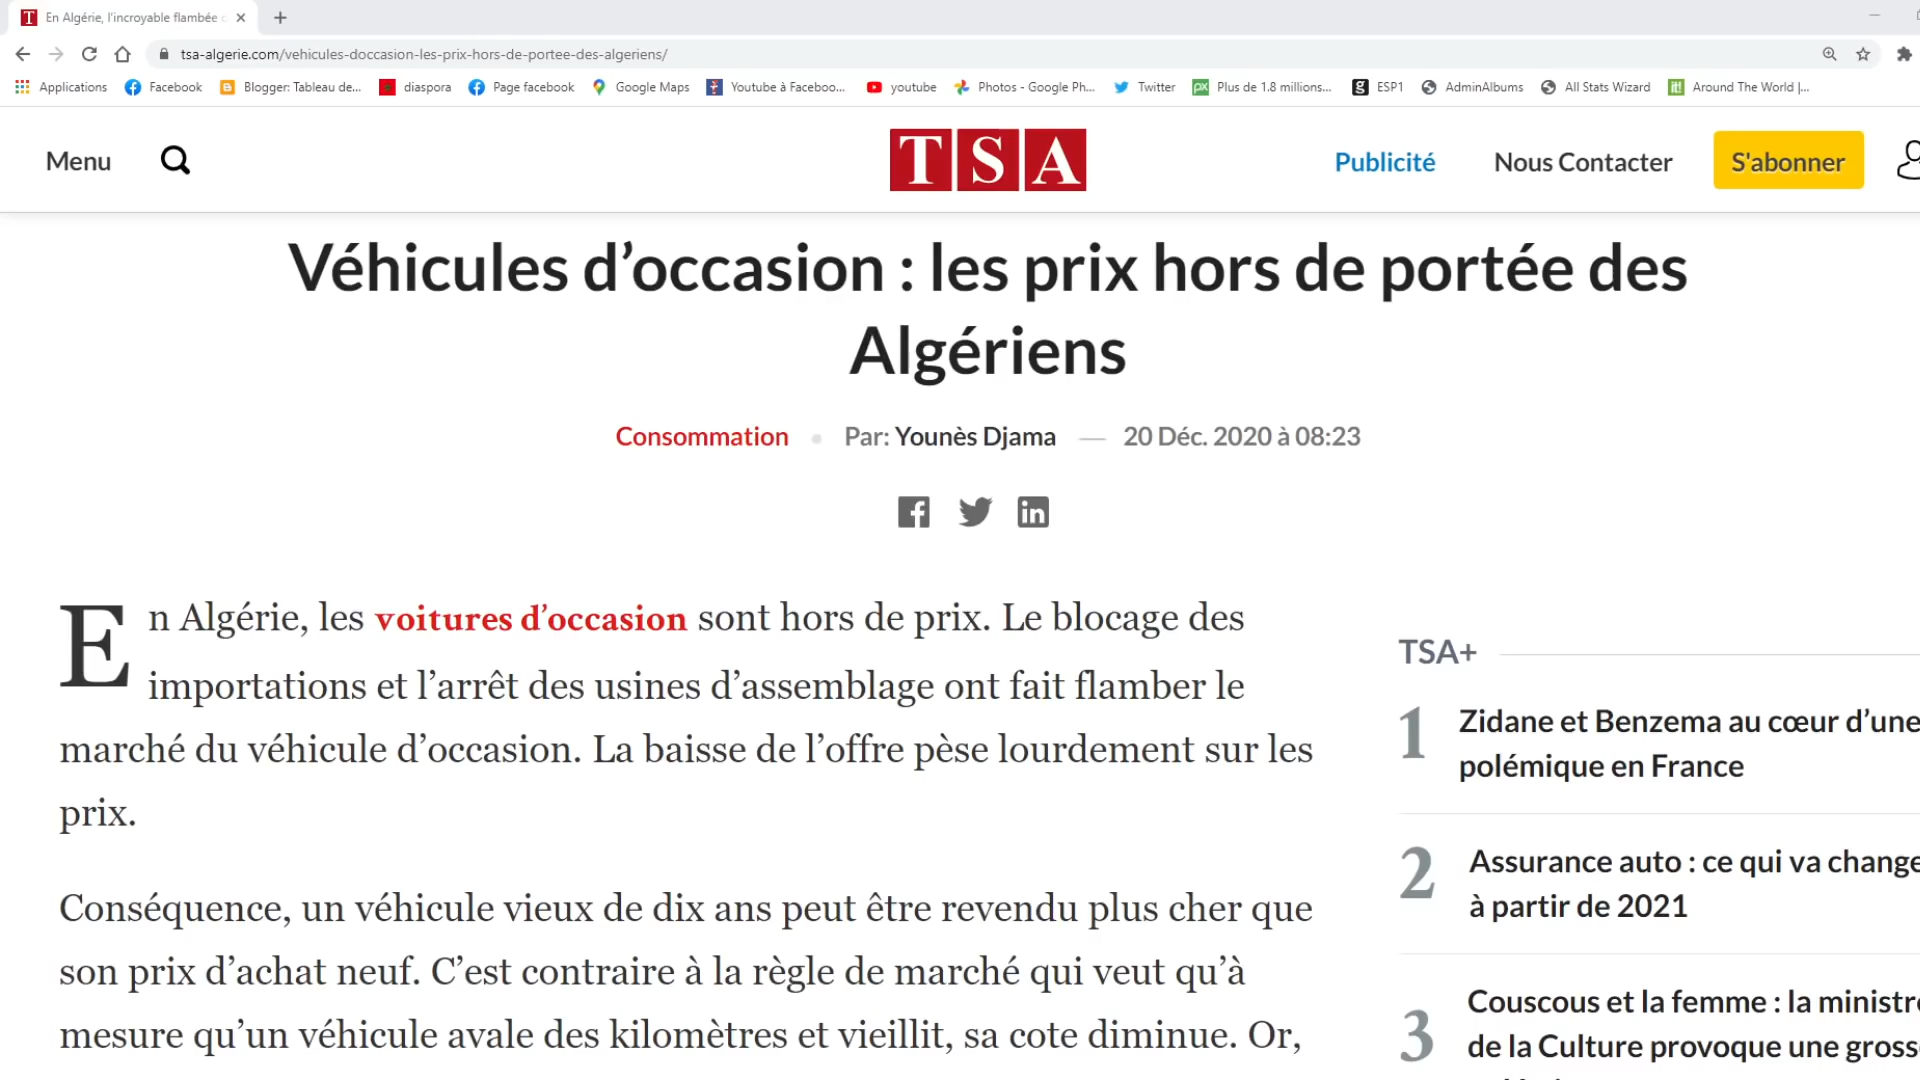 En Algérie, l'incroyable flambée
tsa-algerie.com/vehicules-doccasion-les-prix-hors-de-portee-des-algeriens/
Applications Facebook Blogger: Tableau de... diaspora Page facebook Google Maps Youtube à Faceboo... youtube Photos - Google Ph... Twitter Plus de 1.8 millions... ESP1 AdminAlbums All Stats Wizard Around The World |...
Menu TSA Publicité Nous Contacter S'abonner
Véhicules d’occasion : les prix hors de portée des
Algériens
Consommation Par: Younès Djama — 20 Déc. 2020 à 08:23
En Algérie, les voitures d’occasion sont hors de prix. Le blocage des
importations et l’arrêt des usines d’assemblage ont fait flamber le
marché du véhicule d’occasion. La baisse de l’offre pèse lourdement sur les
prix.
Conséquence, un véhicule vieux de dix ans peut être revendu plus cher que
son prix d’achat neuf. C’est contraire à la règle de marché qui veut qu’à
mesure qu’un véhicule avale des kilomètres et vieillit, sa cote diminue. Or,
TSA+
1 Zidane et Benzema au cœur d’une
polémique en France
2 Assurance auto : ce qui va change
à partir de 2021
3 Couscous et la femme : la ministr
de la Culture provoque une gross